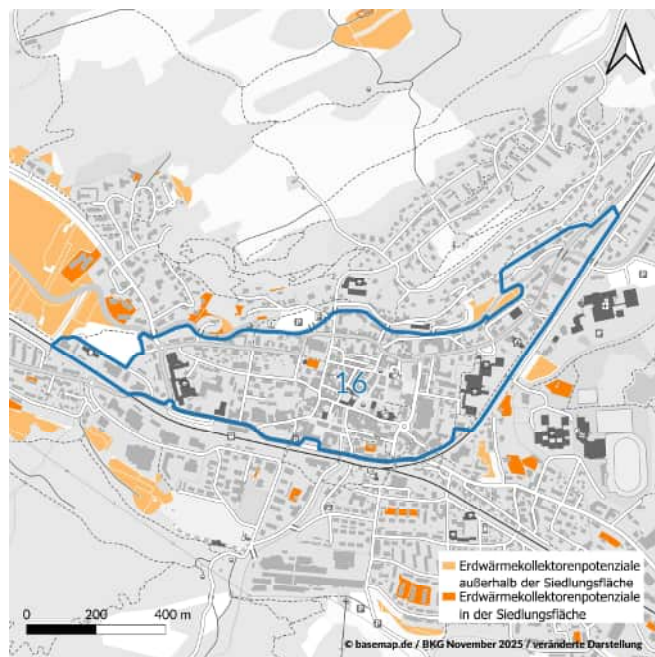 16
Erdwärmekollektorenpotenziale
außerhalb der Siedlungsfläche
Erdwärmekollektorenpotenziale
in der Siedlungsfläche
0 200 400 m
© basemap.de / BKG November 2025 / veränderte Darstellung